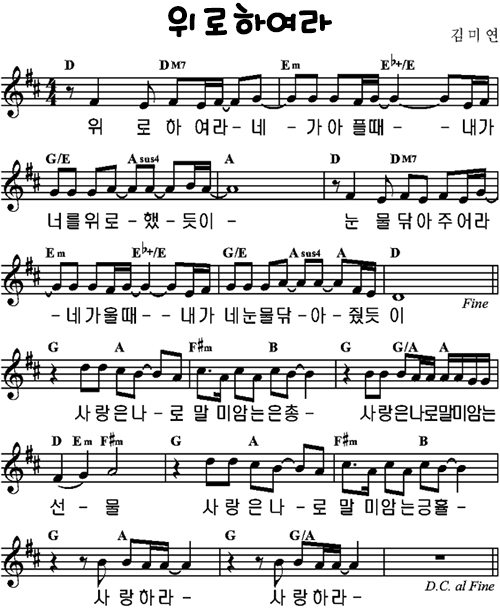 위로하여라
김 미 연
D DM7 Em E♭+/E
4/4
위 로 하 여라-네 - 가아 플때 - - 내가
G/E Asus4 A D DM7
너를위로-했-듯이 - 눈 물 닦아 주어라
Em E♭+/E G/E Asus4 A D
-네가울때- - 내가 네눈물닦-아-줬듯 이
Fine
G A F#m B G G/A A
사랑은나-로 말 미암는은총- 사랑은나로말미암는
D Em F#m G A F#m B
선 - 물 사 랑 은 나 - 로 말 미암는긍휼-
G A G G/A
사 랑하라- 사 랑하라-
D.C. al Fine